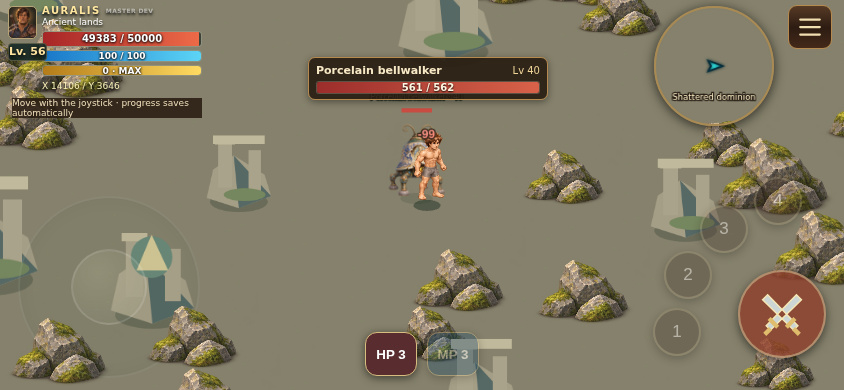 AURALIS MASTER DEV
Ancient lands
49383 / 50000
Lv. 56
100 / 100
0 · MAX
X 14106 / Y 3646
Move with the joystick · progress saves
automatically
Porcelain bellwalker Lv 40
561 / 562
-99
Shattered dominion
4
3
2
1
HP 3
MP 3